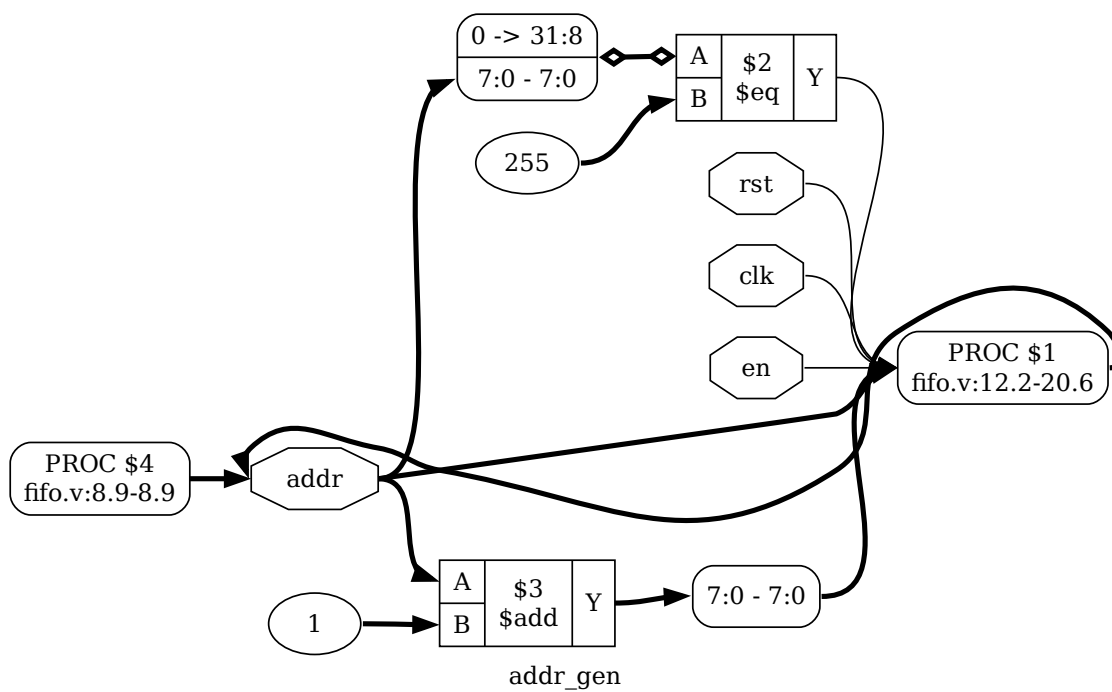 0 -> 31:8
7:0 - 7:0
A
B
$2
$eq
Y
255
rst
clk
en
PROC $1
fifo.v:12.2-20.6
PROC $4
fifo.v:8.9-8.9
addr
A
B
$3
$add
Y
7:0 - 7:0
1
addr_gen